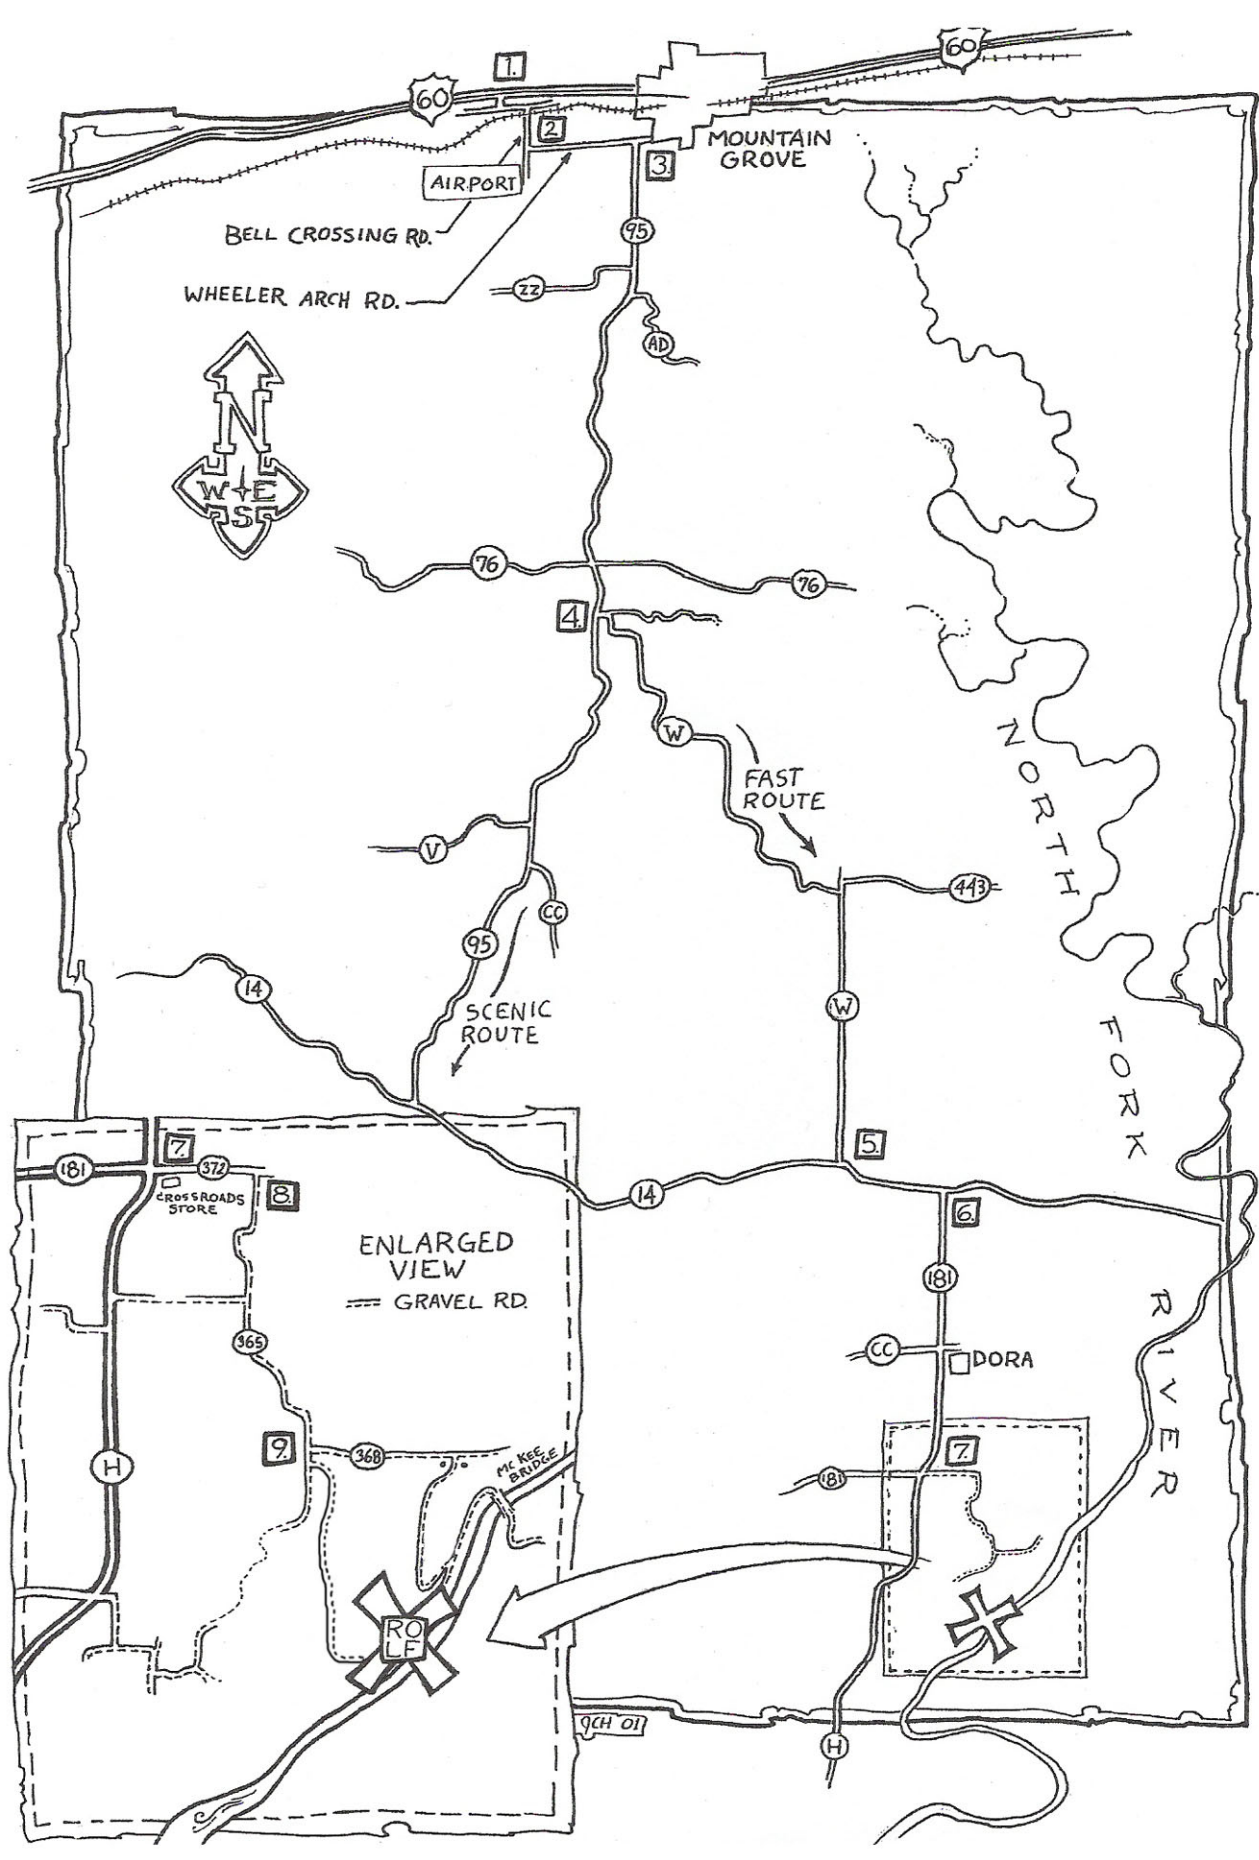 60
1.
60
2
MOUNTAIN
GROVE
3.
AIRPORT
BELL CROSSING RD.
95
WHEELER ARCH RD.
ZZ
AD
N
W E
S
76
76
4.
W
FAST
ROUTE
V
443
CC
95
14
SCENIC
ROUTE
W
NORTH
FORK
RIVER
5.
14
6.
181
CC
DORA
7.
181
H
7.
181
372
CROSSROADS
STORE
8.
ENLARGED
VIEW
GRAVEL RD.
365
9.
368
MC KEE
BRIDGE
H
RO
LF
JCH 01